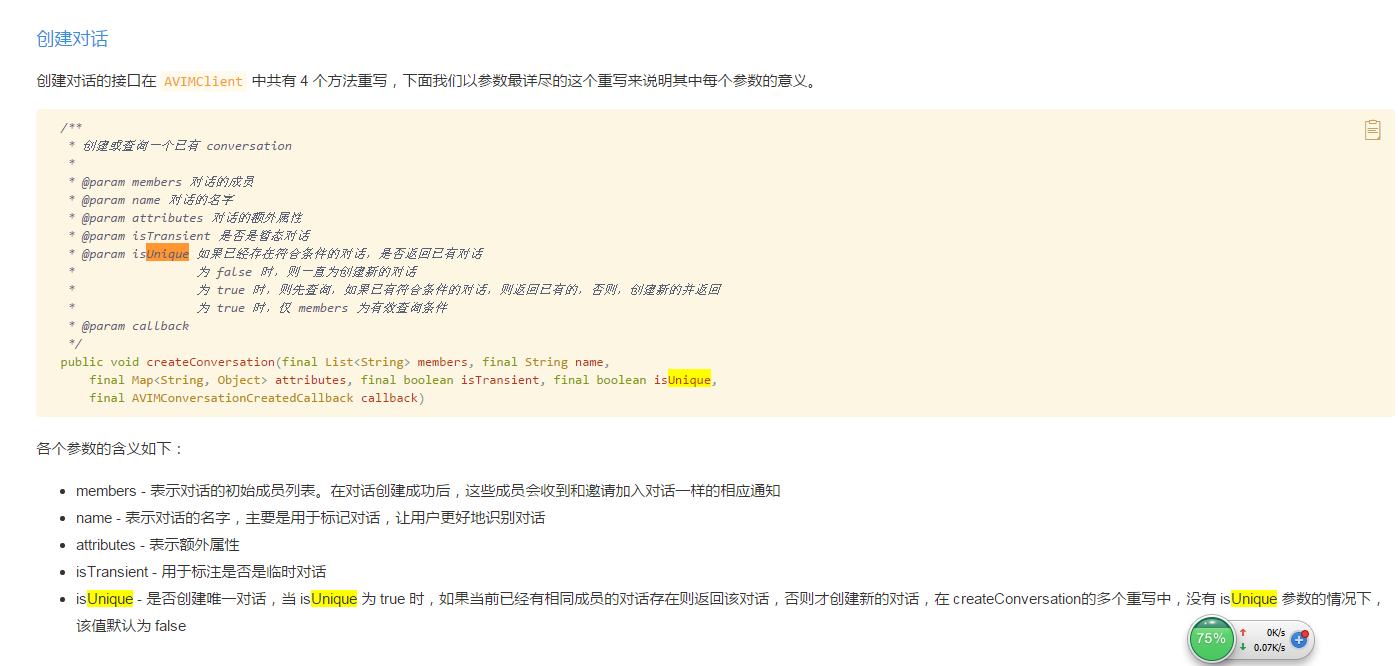 创建对话
创建对话的接口在 AVIMClient 中共有 4 个方法重写，下面我们以参数最详尽的这个重写来说明其中每个参数的意义。
/**
* 创建或查询一个已有 conversation
*
* @param members 对话的成员
* @param name 对话的名字
* @param attributes 对话的额外属性
* @param isTransient 是否是暂态对话
* @param isUnique 如果已经存在符合条件的对话，是否返回已有对话
* 为 false 时，则一直为创建新的对话
* 为 true 时，则先查询，如果已有符合条件的对话，则返回已有的，否则，创建新的并返回
* 为 true 时，仅 members 为有效查询条件
* @param callback
*/
public void createConversation(final List<String> members, final String name,
final Map<String, Object> attributes, final boolean isTransient, final boolean isUnique,
final AVIMConversationCreatedCallback callback)
各个参数的含义如下：
• members - 表示对话的初始成员列表。在对话创建成功后，这些成员会收到和邀请加入对话一样的相应通知
• name - 表示对话的名字，主要是用于标记对话，让用户更好地识别对话
• attributes - 表示额外属性
• isTransient - 用于标注是否是临时对话
• isUnique - 是否创建唯一对话，当 isUnique 为 true 时，如果当前已经有相同成员的对话存在则返回该对话，否则才创建新的对话，在 createConversation的多个重写中，没有 isUnique 参数的情况下，
该值默认为 false
75%
0K/s
0.07K/s